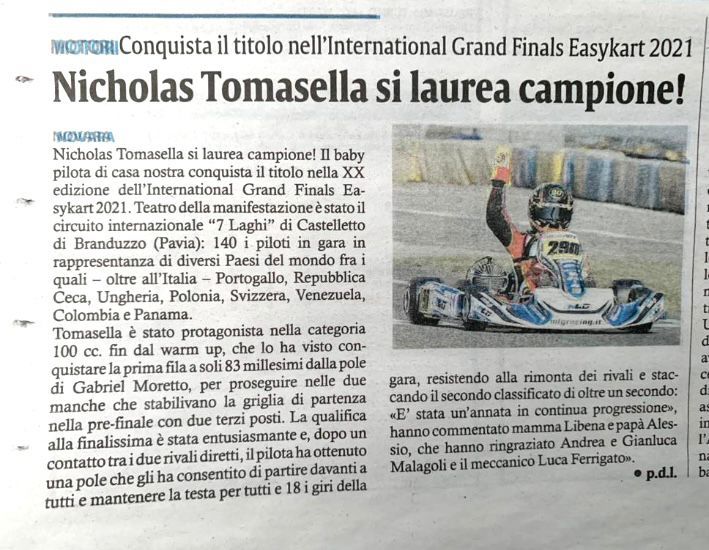 MOTORI Conquista il titolo nell'International Grand Finals Easykart 2021
Nicholas Tomasella si laurea campione!
NOVARA
Nicholas Tomasella si laurea campione! Il baby
pilota di casa nostra conquista il titolo nella XX
edizione dell'International Grand Finals Ea-
sykart 2021. Teatro della manifestazione è stato il
circuito internazionale "7 Laghi" di Castelletto
di Branduzzo (Pavia): 140 i piloti in gara in
rappresentanza di diversi Paesi del mondo fra i
quali – oltre all'Italia – Portogallo, Repubblica
Ceca, Ungheria, Polonia, Svizzera, Venezuela,
Colombia e Panama.
Tomasella è stato protagonista nella categoria
100 cc. fin dal warm up, che lo ha visto con-
quistare la prima fila a soli 83 millesimi dalla pole
di Gabriel Moretto, per proseguire nelle due
manche che stabilivano la griglia di partenza
nella pre-finale con due terzi posti. La qualifica
alla finalissima è stata entusiasmante e, dopo un
contatto tra i due rivali diretti, il pilota ha ottenuto
una pole che gli ha consentito di partire davanti a
tutti e mantenere la testa per tutti e 18 i giri della
290
mlgracing.it
gara, resistendo alla rimonta dei rivali e stac-
cando il secondo classificato di oltre un secondo:
«E' stata un'annata in continua progressione»,
hanno commentato mamma Libena e papà Ales-
sio, che hanno ringraziato Andrea e Gianluca
Malagoli e il meccanico Luca Ferrigato».
● p.d.l.